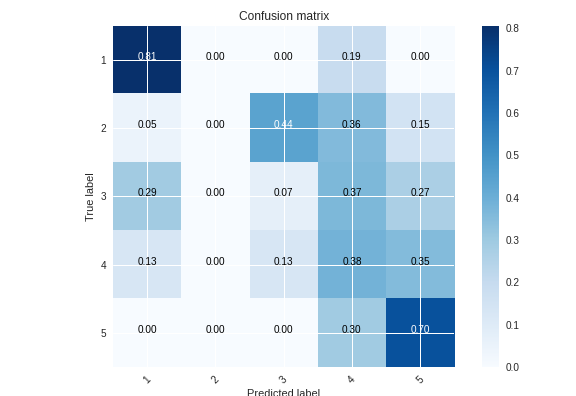 Confusion matrix
0.8
1 0.81 0.00 0.00 0.19 0.00
0.7
2 0.05 0.00 0.44 0.36 0.15
0.6
0.5
True label
3 0.29 0.00 0.07 0.37 0.27
0.4
0.3
4 0.13 0.00 0.13 0.38 0.35
0.2
5 0.00 0.00 0.00 0.30 0.70
0.1
0.0
1 2 3 4 5
Predicted label